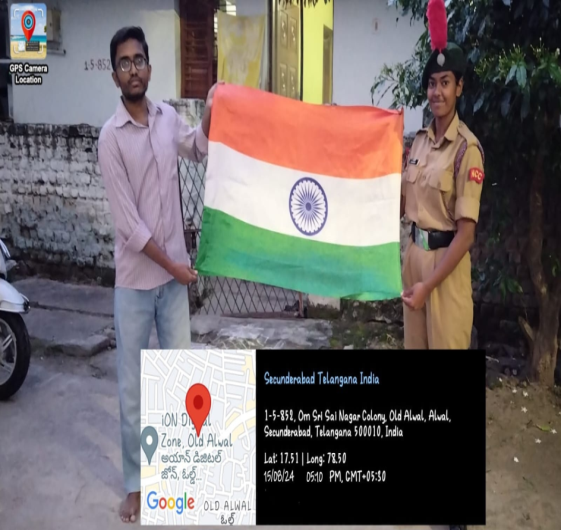 GPS Camera
Location
1-5-852
NCC
iON Digital
Zone, Old Alwal
అయాన్ డిజిటల్
జోన్, ఓల్డ్...
Google
OLD ALWAL
ఓల్
Secunderabad Telangana India
1-5-852, Om Sri Sai Nagar Colony, Old Alwal, Alwal,
Secunderabad, Telangana 500010, India
Lat: 17.51 | Long: 78.50
15/08/24 05:10 PM, GMT+05:30